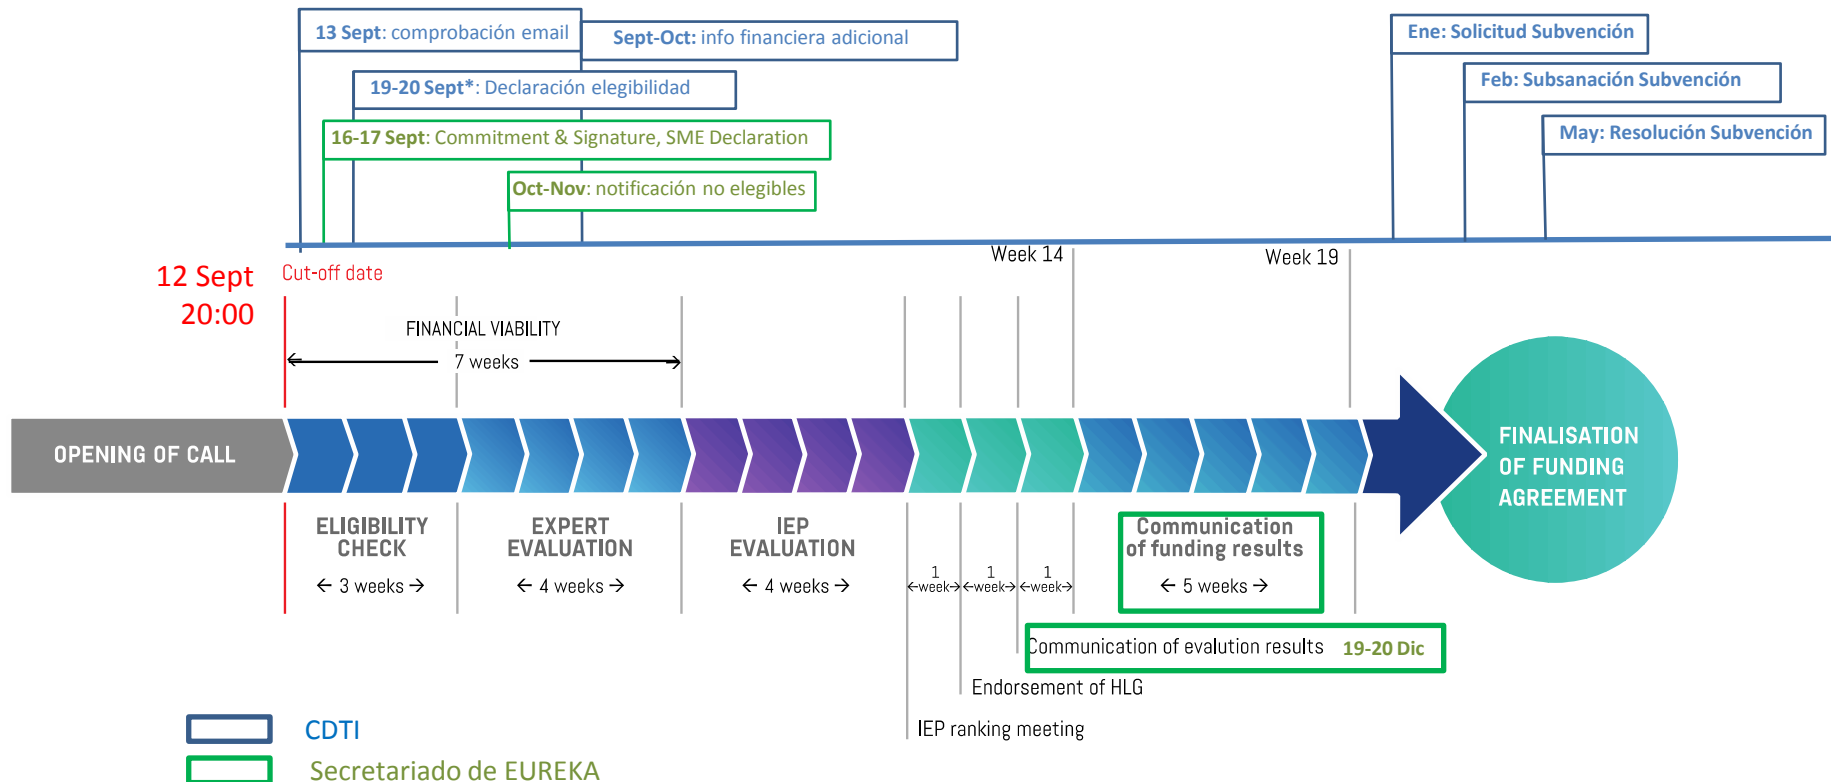 13 Sept: comprobación email
Sept-Oct: info financiera adicional
Ene: Solicitud Subvención
19-20 Sept*: Declaración elegibilidad
Feb: Subsanación Subvención
16-17 Sept: Commitment & Signature, SME Declaration
May: Resolución Subvención
Oct-Nov: notificación no elegibles
12 Sept
20:00
Cut-off date
Week 14
Week 19
FINANCIAL VIABILITY
7 weeks
OPENING OF CALL
FINALISATION
OF FUNDING
AGREEMENT
ELIGIBILITY
CHECK
3 weeks
EXPERT
EVALUATION
4 weeks
IEP
EVALUATION
4 weeks
1
week
1
week
1
week
Communication
of funding results
5 weeks
Communication of evalution results 19-20 Dic
Endorsement of HLG
IEP ranking meeting
CDTI
Secretariado de EUREKA